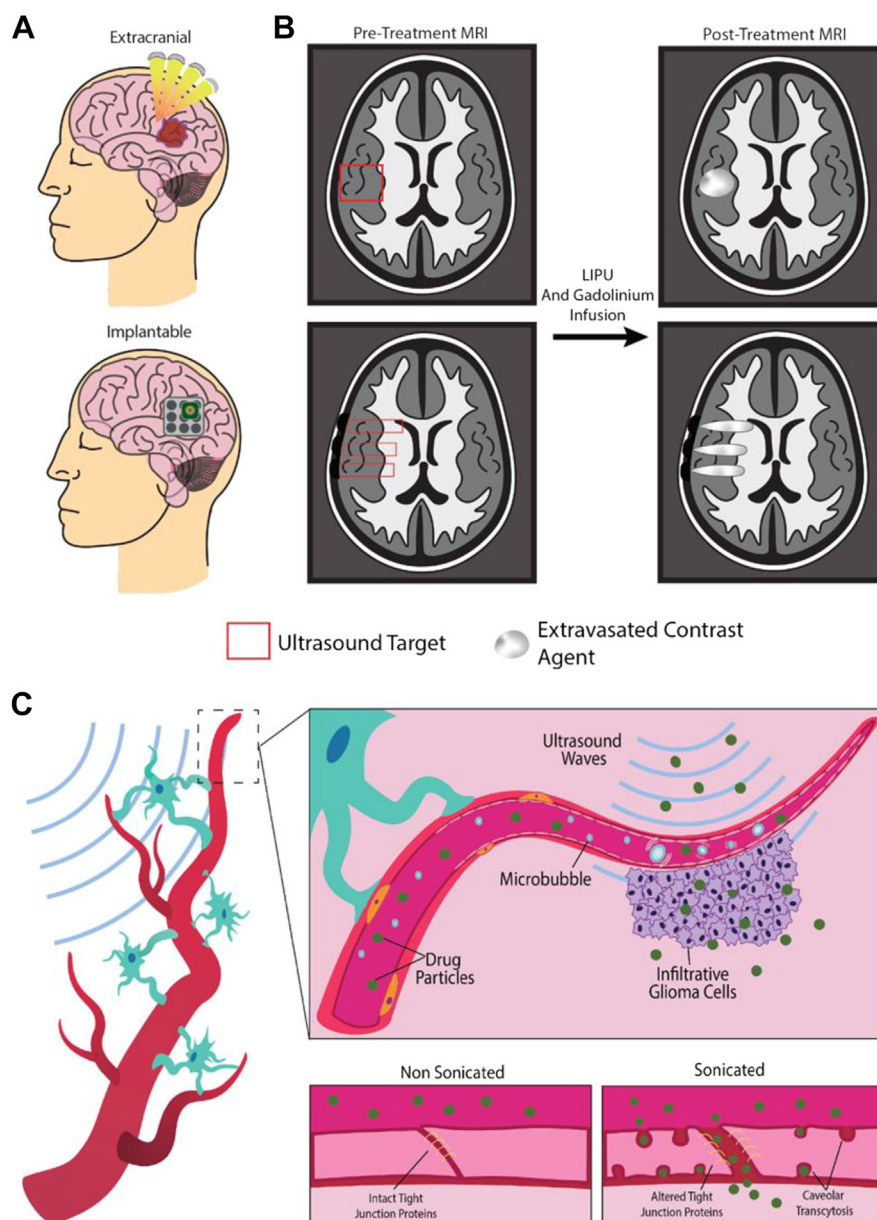 A
Extracranial
Implantable
B
Pre-Treatment MRI
Post-Treatment MRI
LIPU
And Gadolinium
Infusion
Ultrasound Target
Extravasated Contrast
Agent
C
Ultrasound
Waves
Microbubble
Drug
Particles
Infiltrative
Glioma Cells
Non Sonicated
Intact Tight
Junction Proteins
Sonicated
Altered Tight
Junction Proteins
Caveolar
Transcytosis